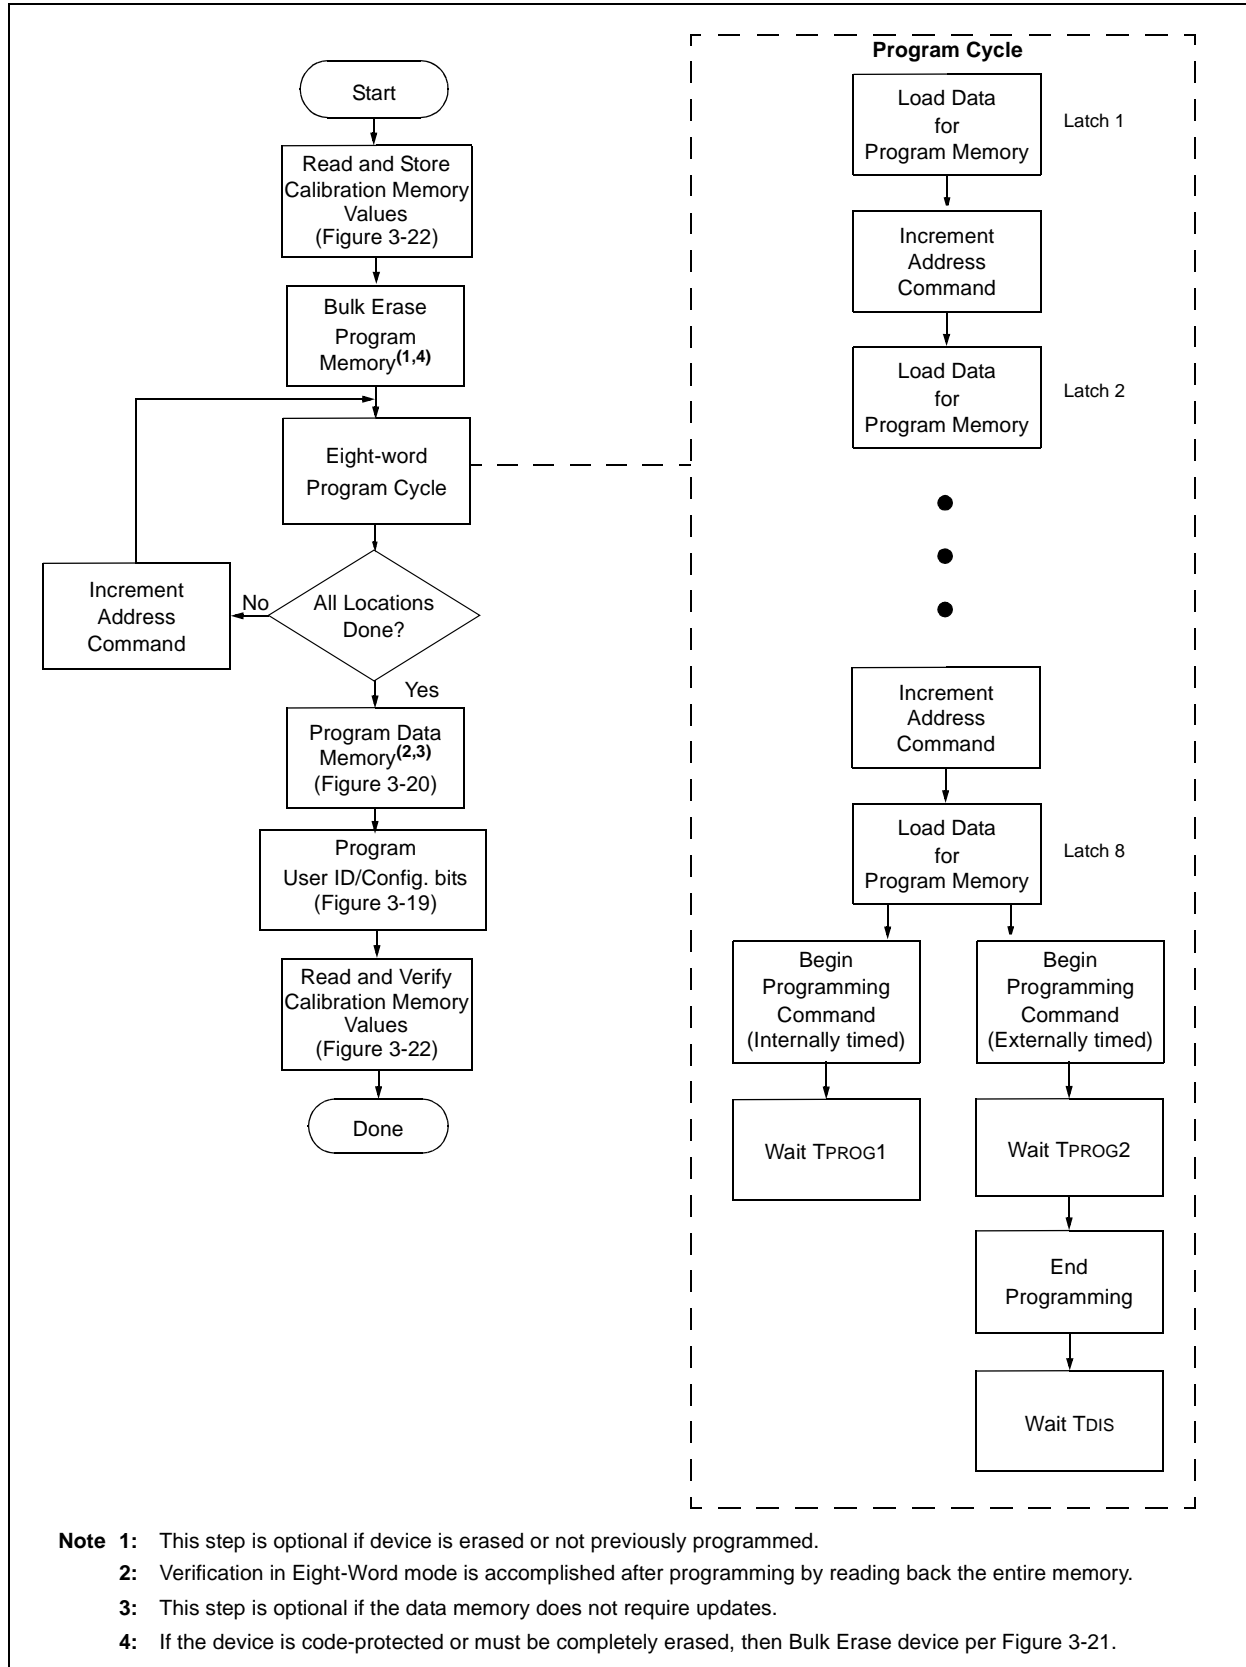 Start
Read and Store
Calibration Memory
Values
(Figure 3-22)
Bulk Erase
Program
Memory(1,4)
Eight-word
Program Cycle
All Locations
Done?
No
Increment
Address
Command
Yes
Program Data
Memory(2,3)
(Figure 3-20)
Program
User ID/Config. bits
(Figure 3-19)
Read and Verify
Calibration Memory
Values
(Figure 3-22)
Done
Program Cycle
Load Data
for
Program Memory
Latch 1
Increment
Address
Command
Load Data
for
Program Memory
Latch 2
Increment
Address
Command
Load Data
for
Program Memory
Latch 8
Begin
Programming
Command
(Internally timed)
Wait TPROG1
Begin
Programming
Command
(Externally timed)
Wait TPROG2
End
Programming
Wait TDIS
Note 1: This step is optional if device is erased or not previously programmed.
2: Verification in Eight-Word mode is accomplished after programming by reading back the entire memory.
3: This step is optional if the data memory does not require updates.
4: If the device is code-protected or must be completely erased, then Bulk Erase device per Figure 3-21.